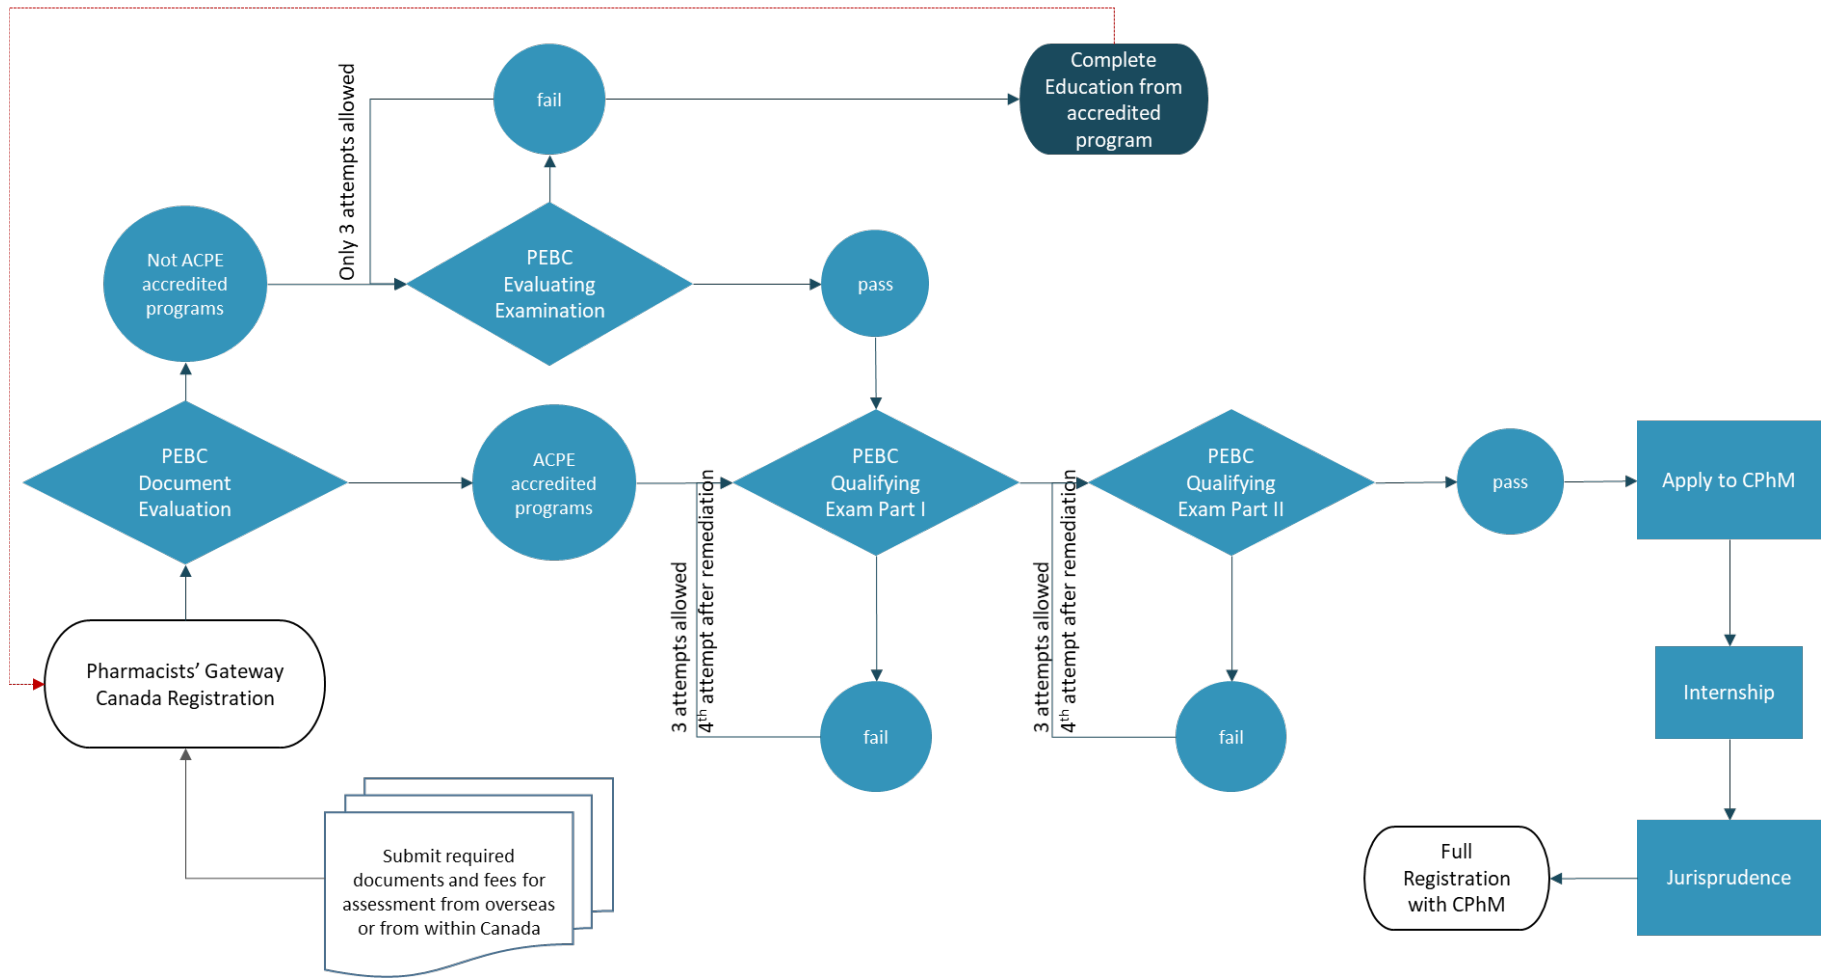 Complete
Education from
accredited
program
fail
Only 3 attempts allowed
Not ACPE
accredited
programs
PEBC
Evaluating
Examination
pass
PEBC
Document
Evaluation
ACPE
accredited
programs
PEBC
Qualifying
Exam Part I
PEBC
Qualifying
Exam Part II
pass
Apply to CPhM
3 attempts allowed
4th attempt after remediation
3 attempts allowed
4th attempt after remediation
Pharmacists’ Gateway
Canada Registration
fail
fail
Internship
Submit required
documents and fees for
assessment from overseas
or from within Canada
Full
Registration
with CPhM
Jurisprudence